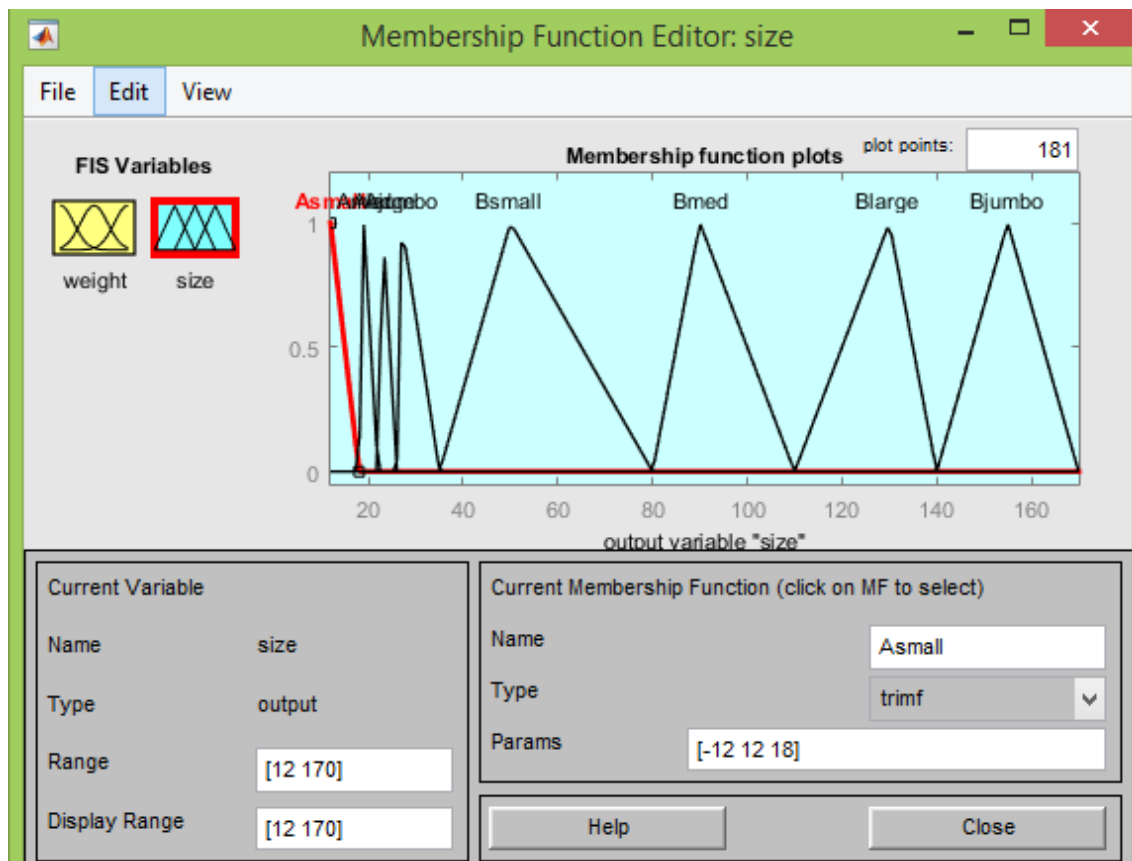 Membership Function Editor: size
File Edit View
FIS Variables
weight
size
Membership function plots
plot points: 181
Asmall
Bsmall Bmed Blarge Bjumbo
1
0.5
0
20 40 60 80 100 120 140 160
output variable "size"
Current Variable
Name size
Type output
Range [12 170]
Display Range [12 170]
Current Membership Function (click on MF to select)
Name Asmall
Type trimf
Params [-12 12 18]
Help Close